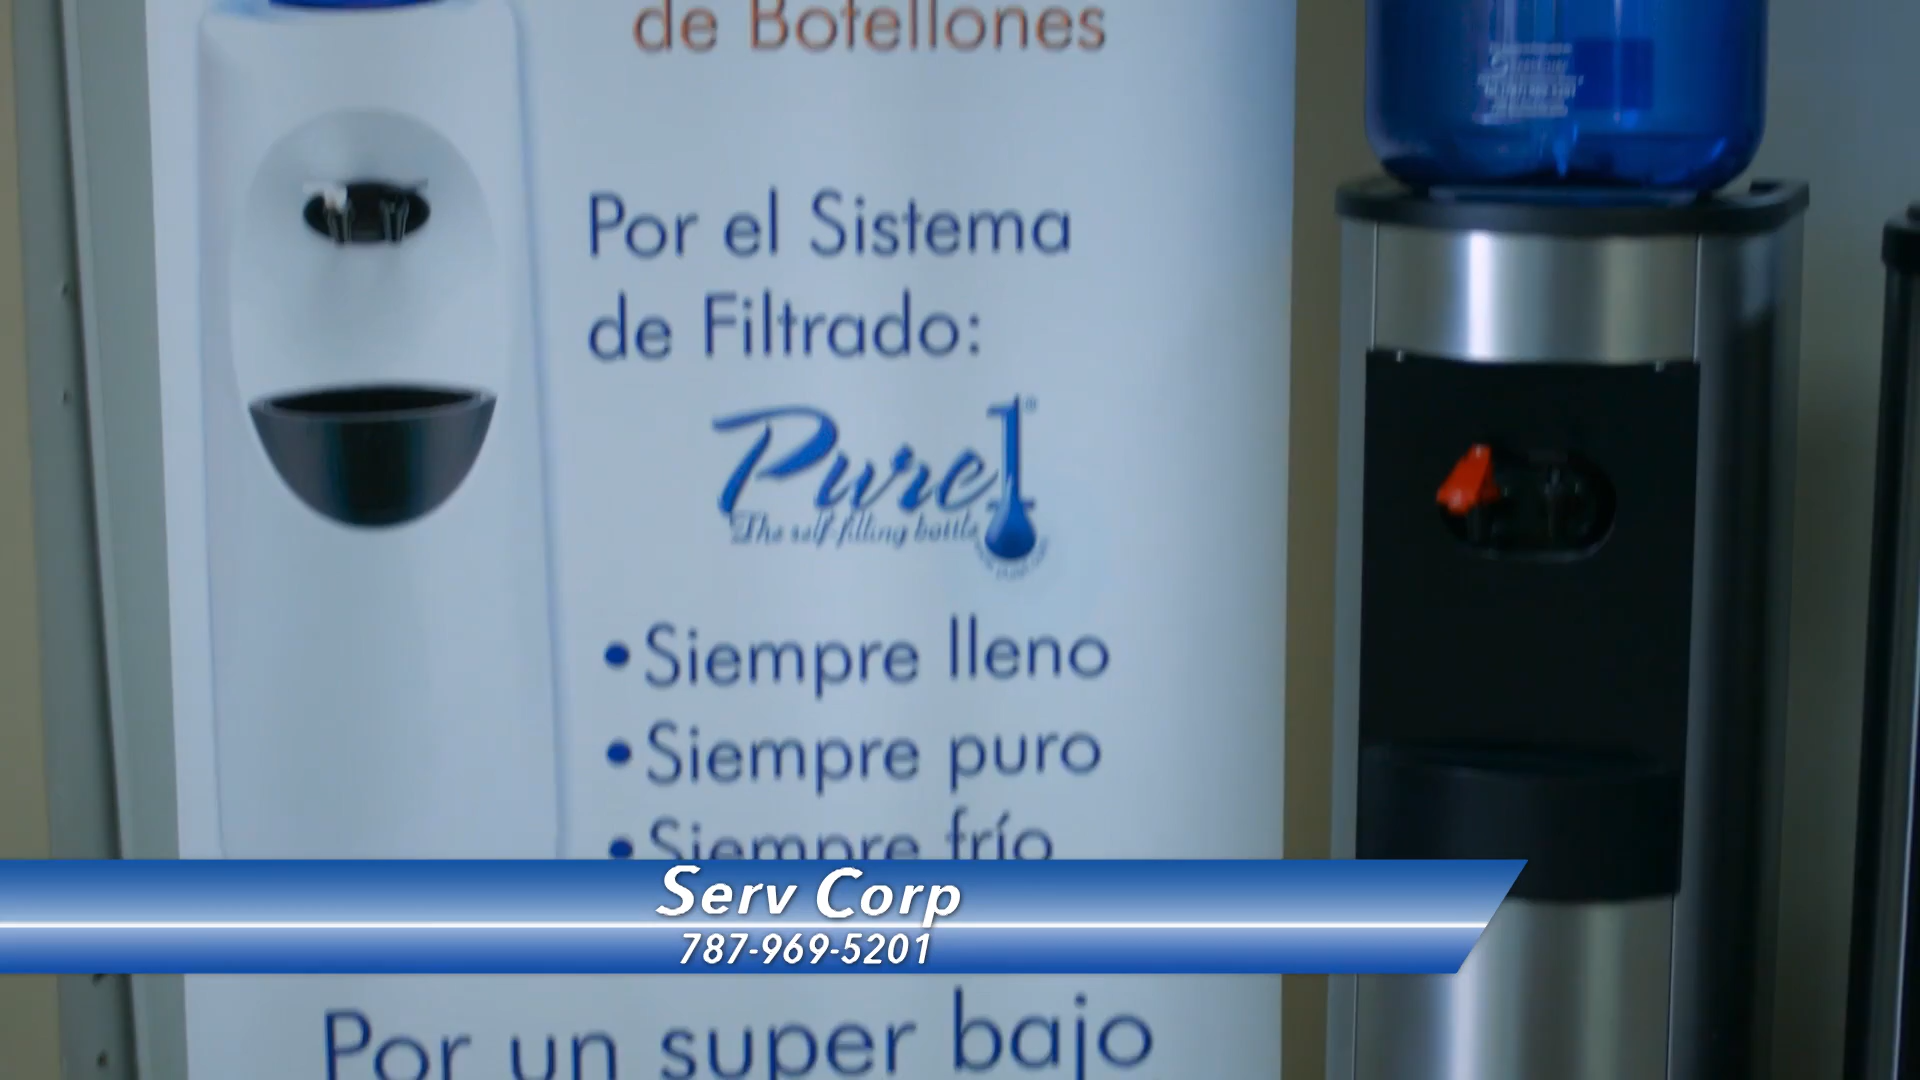 de Botellones
Por el Sistema
de Filtrado:
Pure1®
The self-filling bottle
• Siempre lleno
• Siempre puro
• Siempre frío
Serv Corp
787-969-5201
Por un super bajo